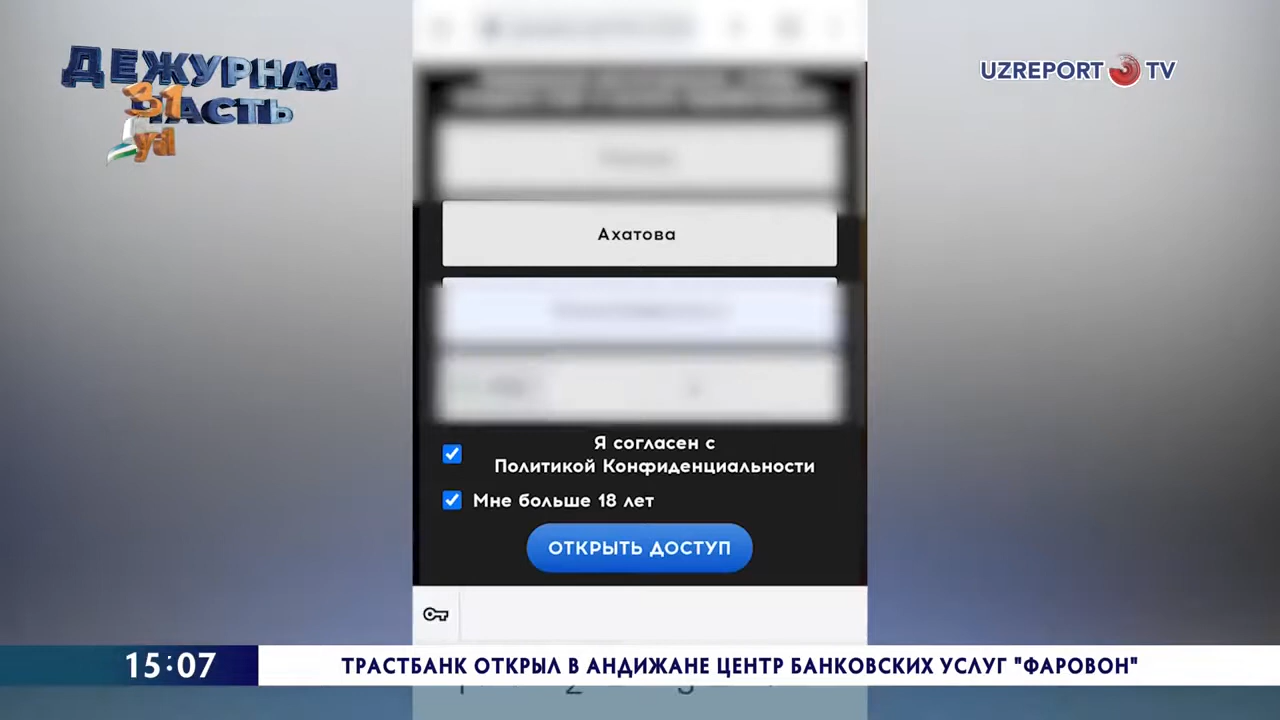 ДЕЖУРНАЯ
ЧАСТЬ
31
UZREPORT TV
Ахатова
Я согласен с
Политикой Конфиденциальности
Мне больше 18 лет
ОТКРЫТЬ ДОСТУП
15:07
ТРАСТБАНК ОТКРЫЛ В АНДИЖАНЕ ЦЕНТР БАНКОВСКИХ УСЛУГ "ФАРОВОН"